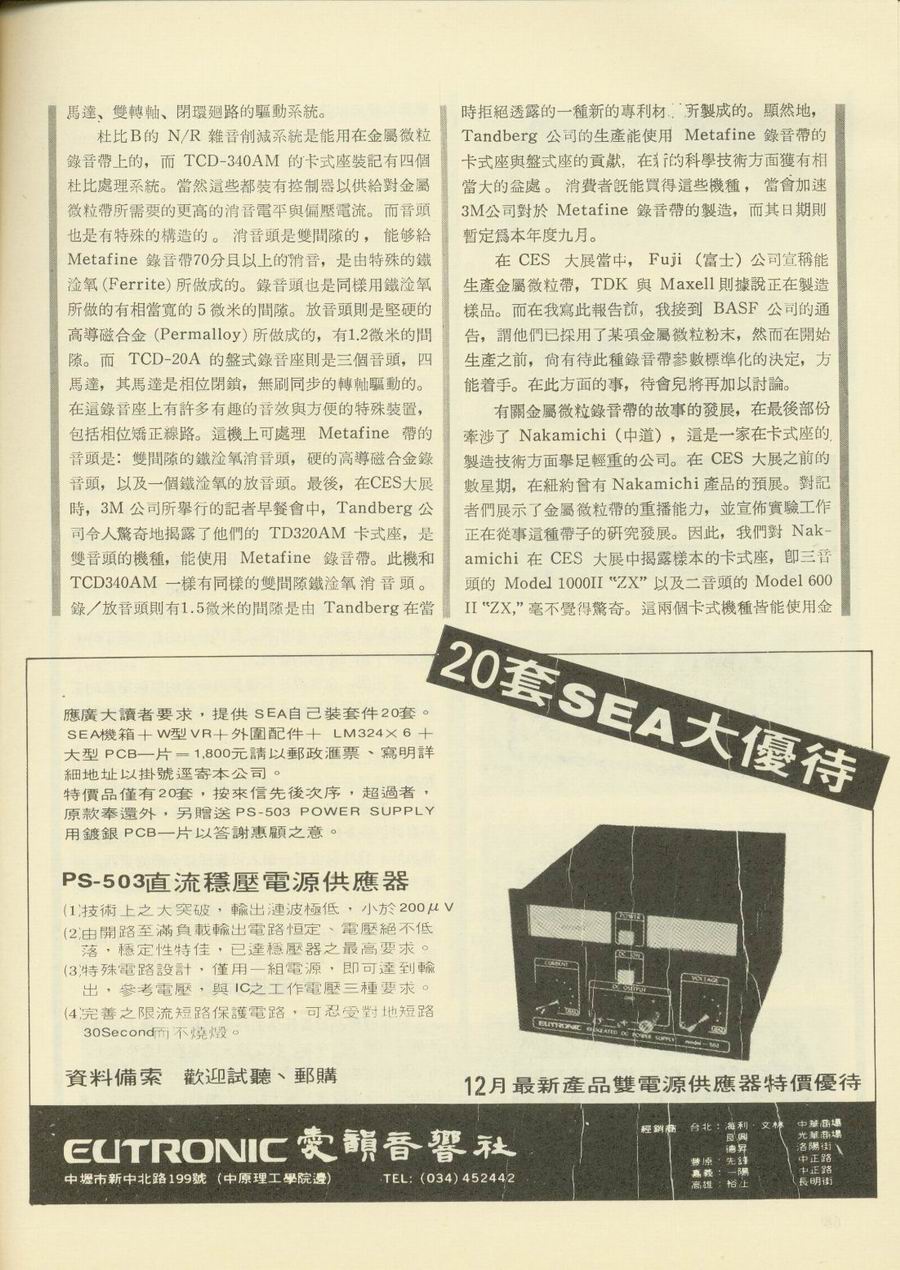 馬達、雙轉軸、閉環廻路的驅動系統。
杜比B的 N/R 雜音削減系統是能用在金屬微粒
錄音帶上的，而 TCD-340AM 的卡式座裝記有四個
杜比處理系統。當然這些都裝有控制器以供給對金屬
微粒帶所需要的更高的消音電平與偏壓電流。而音頭
也是有特殊的構造的。消音頭是雙間隙的，能够給
Metafine 錄音帶70分貝以上的消音，是由特殊的鐵
淦氧 (Ferrite) 所做成的。錄音頭也是同樣用鐵淦氧
所做的有相當寬的 5 微米的間隙。放音頭則是堅硬的
高導磁合金 (Permalloy) 所做成的，有1.2微米的間
隙。而 TCD-20A 的盤式錄音座則是三個音頭，四
馬達，其馬達是相位閉鎖，無刷同步的轉軸驅動的。
在這錄音座上有許多有趣的音效與方便的特殊裝置，
包括相位矯正線路。這機上可處理 Metafine 帶的
音頭是：雙間隙的鐵淦氧消音頭，硬的高導磁合金錄
音頭，以及一個鐵淦氧的放音頭。最後，在CES大展
時，3M 公司所舉行的記者早餐會中，Tandberg 公
司令人驚奇地揭露了他們的 TD320AM 卡式座，是
雙音頭的機種，能使用 Metafine 錄音帶。此機和
TCD340AM 一樣有同樣的雙間隙鐵淦氧消音頭。
錄／放音頭則有1.5微米的間隙是由 Tandberg 在當
時拒絕透露的一種新的專利材 所製成的。顯然地，
Tandberg 公司的生產能使用 Metafine 錄音帶的
卡式座與盤式座的貢獻，在 的科學技術方面獲有相
當大的益處。消費者旣能買得這些機種，當會加速
3M公司對於 Metafine 錄音帶的製造，而其日期則
暫定爲本年度九月。
在 CES 大展當中，Fuji （富士）公司宣稱能
生產金屬微粒帶，TDK 與 Maxell 則據說正在製造
樣品。而在我寫此報告前，我接到 BASF 公司的通
告，謂他們已採用了某項金屬微粒粉末，然而在開始
生產之前，尙有待此種錄音帶參數標準化的決定，方
能着手。在此方面的事，待會兒將再加以討論。
有關金屬微粒錄音帶的故事的發展，在最後部份
牽涉了 Nakamichi（中道），這是一家在卡式座的
製造技術方面擧足輕重的公司。在 CES 大展之前的
數星期，在紐約曾有 Nakamichi 產品的預展。對記
者們展示了金屬微粒帶的重播能力，並宣佈實驗工作
正在從事這種帶子的硏究發展。因此，我們對 Nak-
amichi 在 CES 大展中揭露樣本的卡式座，卽三音
頭的 Model 1000II "ZX" 以及二音頭的 Model 600
II "ZX," 毫不覺得驚奇。這兩個卡式機種皆能使用金
20套SEA大優待
應廣大讀者要求，提供 SEA自己裝套件20套。
SEA機箱＋W型VR＋外圍配件＋ LM324×6＋
大型 PCB一片＝1,800元請以郵政滙票、寫明詳
細地址以掛號逕寄本公司。
特價品僅有20套，按來信先後次序，超過者，
原款奉還外，另贈送 PS-503 POWER SUPPLY
用鍍銀 PCB一片以答謝惠顧之意。
PS-503直流穩壓電源供應器
(1)技術上之大突破，輸出漣波極低，小於200μV
(2)由開路至滿負載輸出電路恒定、電壓絕不低
落，穩定性特佳，已達穩壓器之最高要求。
(3)特殊電路設計，僅用一組電源，即可達到輸
出，參考電壓，與 IC之工作電壓三種要求。
(4)完善之限流短路保護電路，可忍受對地短路
30Second而不燒燬。
資料備索 歡迎試聽、郵購
POWER
DC 10V
CURRENT
DC OUTPUT
VOLTAGE
EUTRONIC REGULATED DC POWER SUPPLY
12月最新產品雙電源供應器特價優待
EUTRONIC 愛韻音響社
中壢市新中北路199號（中原理工學院邊） TEL: (034) 452442
經銷商 台北：海利．文林 中華商場
良興 光華商場
德昇 洛陽街
豐原 先鋒 中正路
嘉義 一陽 中正路
高雄 裕上 長明街